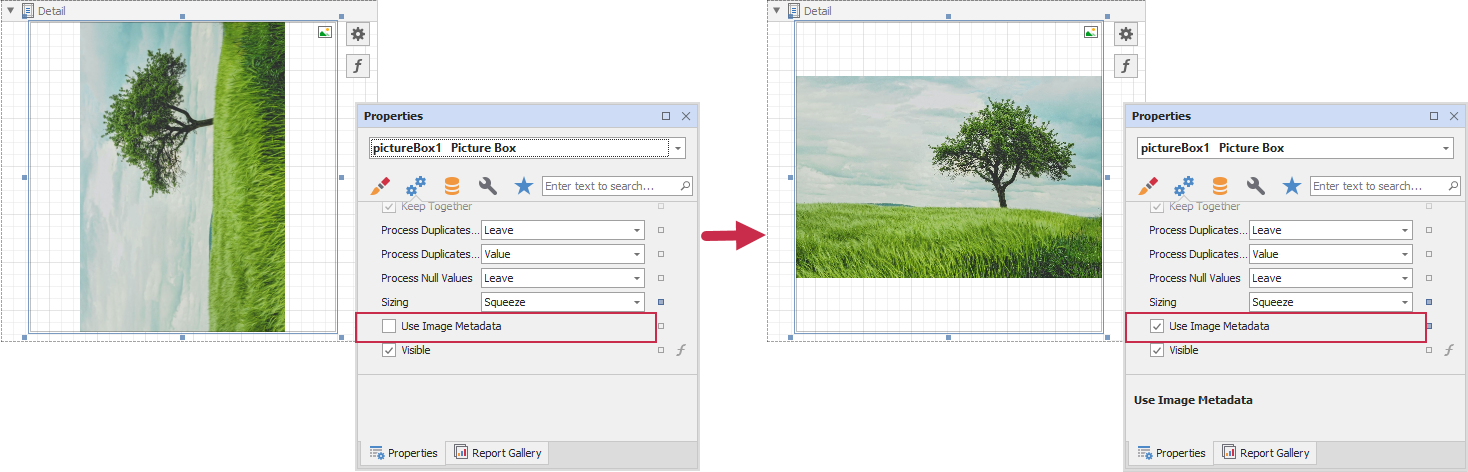 Detail
Properties
pictureBox1 Picture Box
Enter text to search...
Keep Together
Process Duplicates... Leave
Process Duplicates... Value
Process Null Values Leave
Sizing Squeeze
Use Image Metadata
Visible
Properties Report Gallery
Detail
Properties
pictureBox1 Picture Box
Enter text to search...
Keep Together
Process Duplicates... Leave
Process Duplicates... Value
Process Null Values Leave
Sizing Squeeze
Use Image Metadata
Visible
Use Image Metadata
Properties Report Gallery